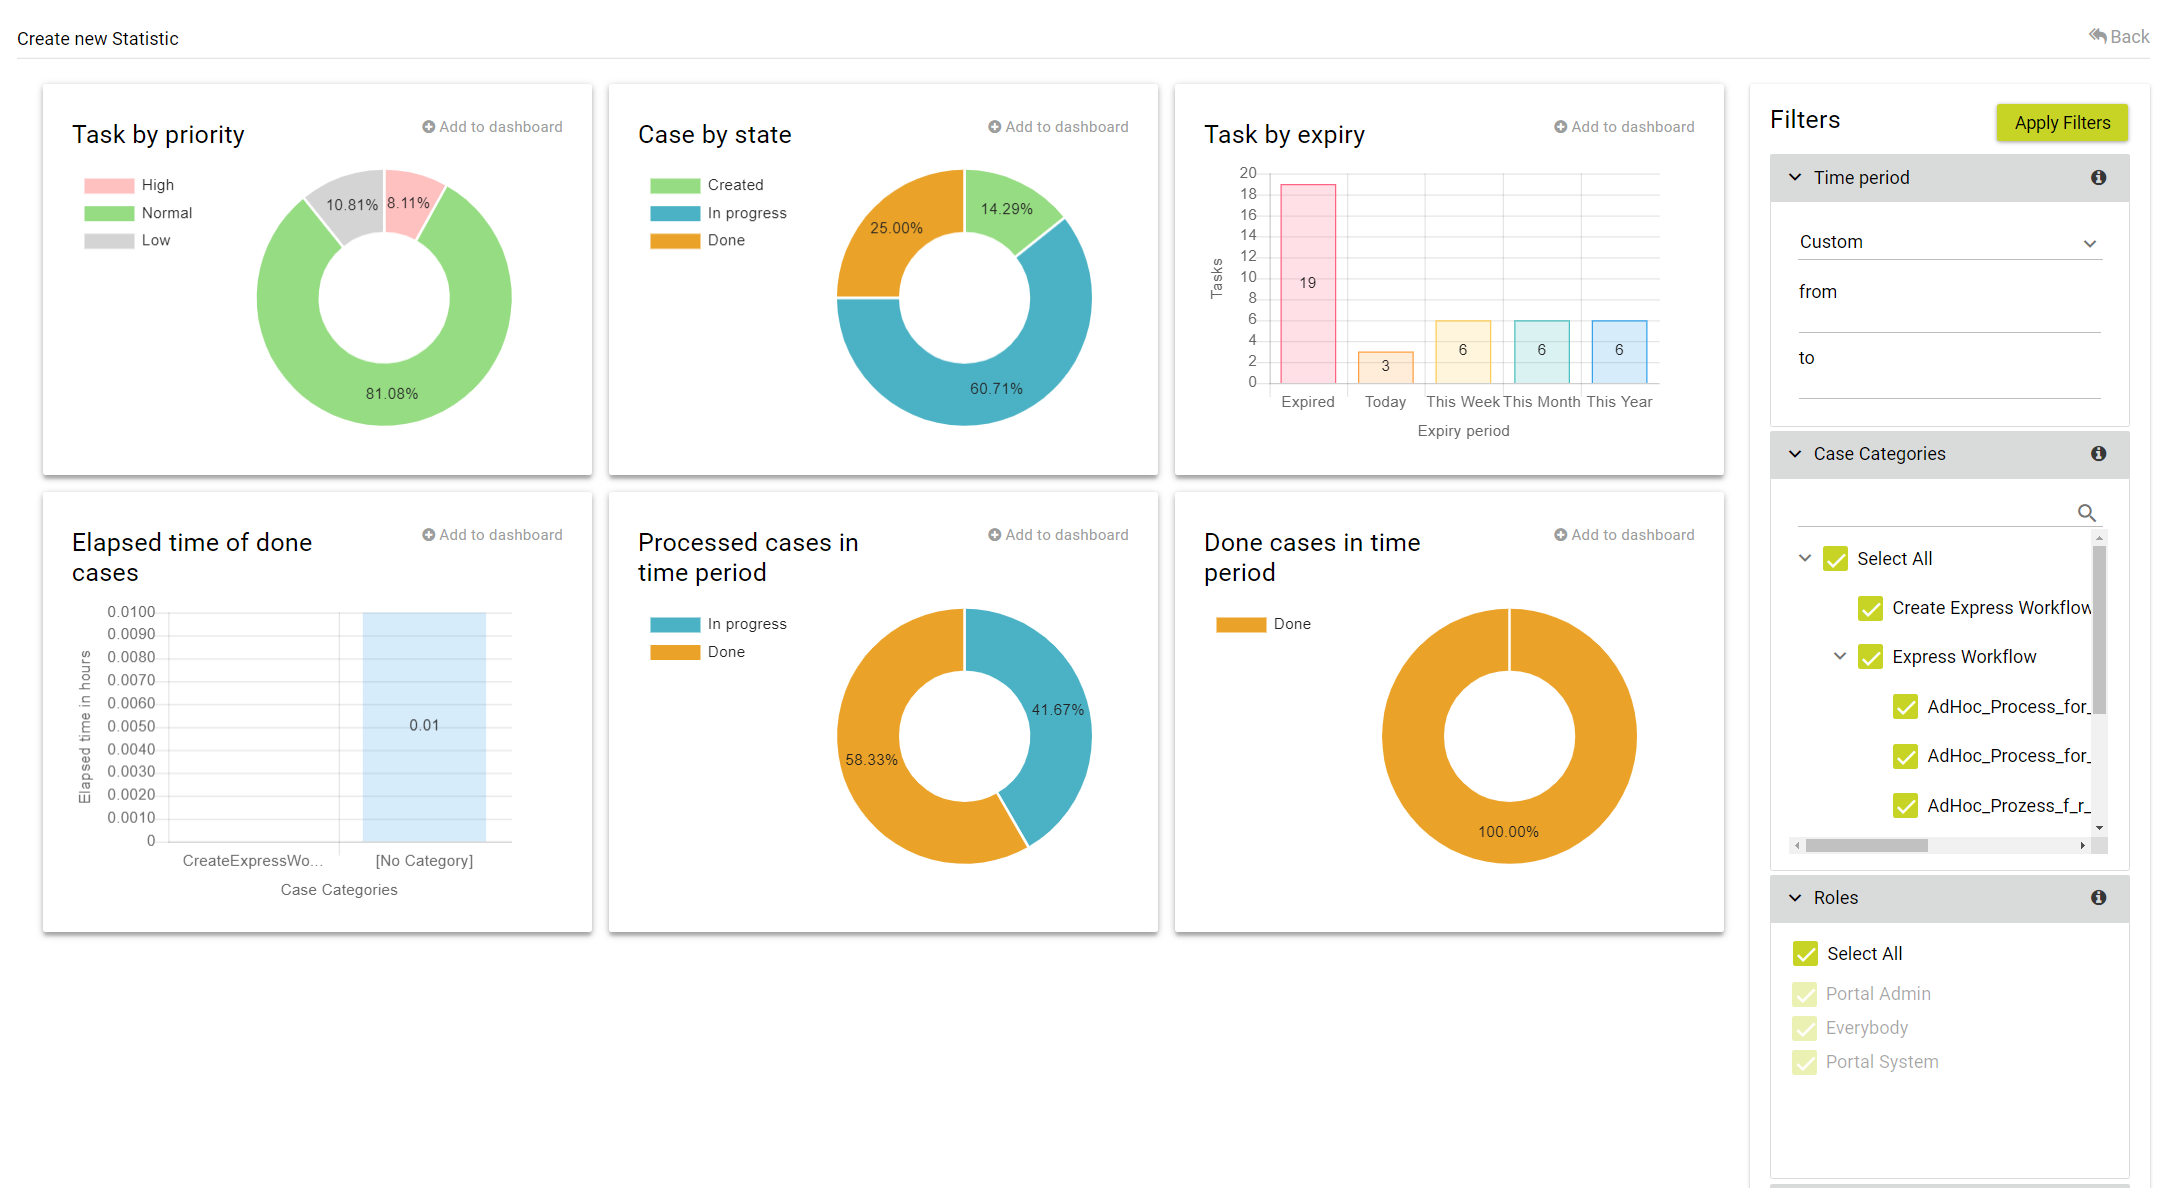 Create new Statistic
Back
Task by priority
Add to dashboard
High
Normal
Low
10.81%
8.11%
81.08%
Case by state
Add to dashboard
Created
In progress
Done
25.00%
14.29%
60.71%
Task by expiry
Add to dashboard
20
18
16
14
12
10
8
6
4
2
0
Tasks
19
3
6
6
6
Expired
Today
This Week
This Month
This Year
Expiry period
Elapsed time of done
cases
Add to dashboard
0.0100
0.0090
0.0080
0.0070
0.0060
0.0050
0.0040
0.0030
0.0020
0.0010
0
Elapsed time in hours
0.01
CreateExpressWo...
[No Category]
Case Categories
Processed cases in
time period
Add to dashboard
In progress
Done
41.67%
58.33%
Done cases in time
period
Add to dashboard
Done
100.00%
Filters
Apply Filters
Time period
Custom
from
to
Case Categories
Select All
Create Express Workflow
Express Workflow
AdHoc_Process_for_
AdHoc_Process_for_
AdHoc_Prozess_f_r_
Roles
Select All
Portal Admin
Everybody
Portal System